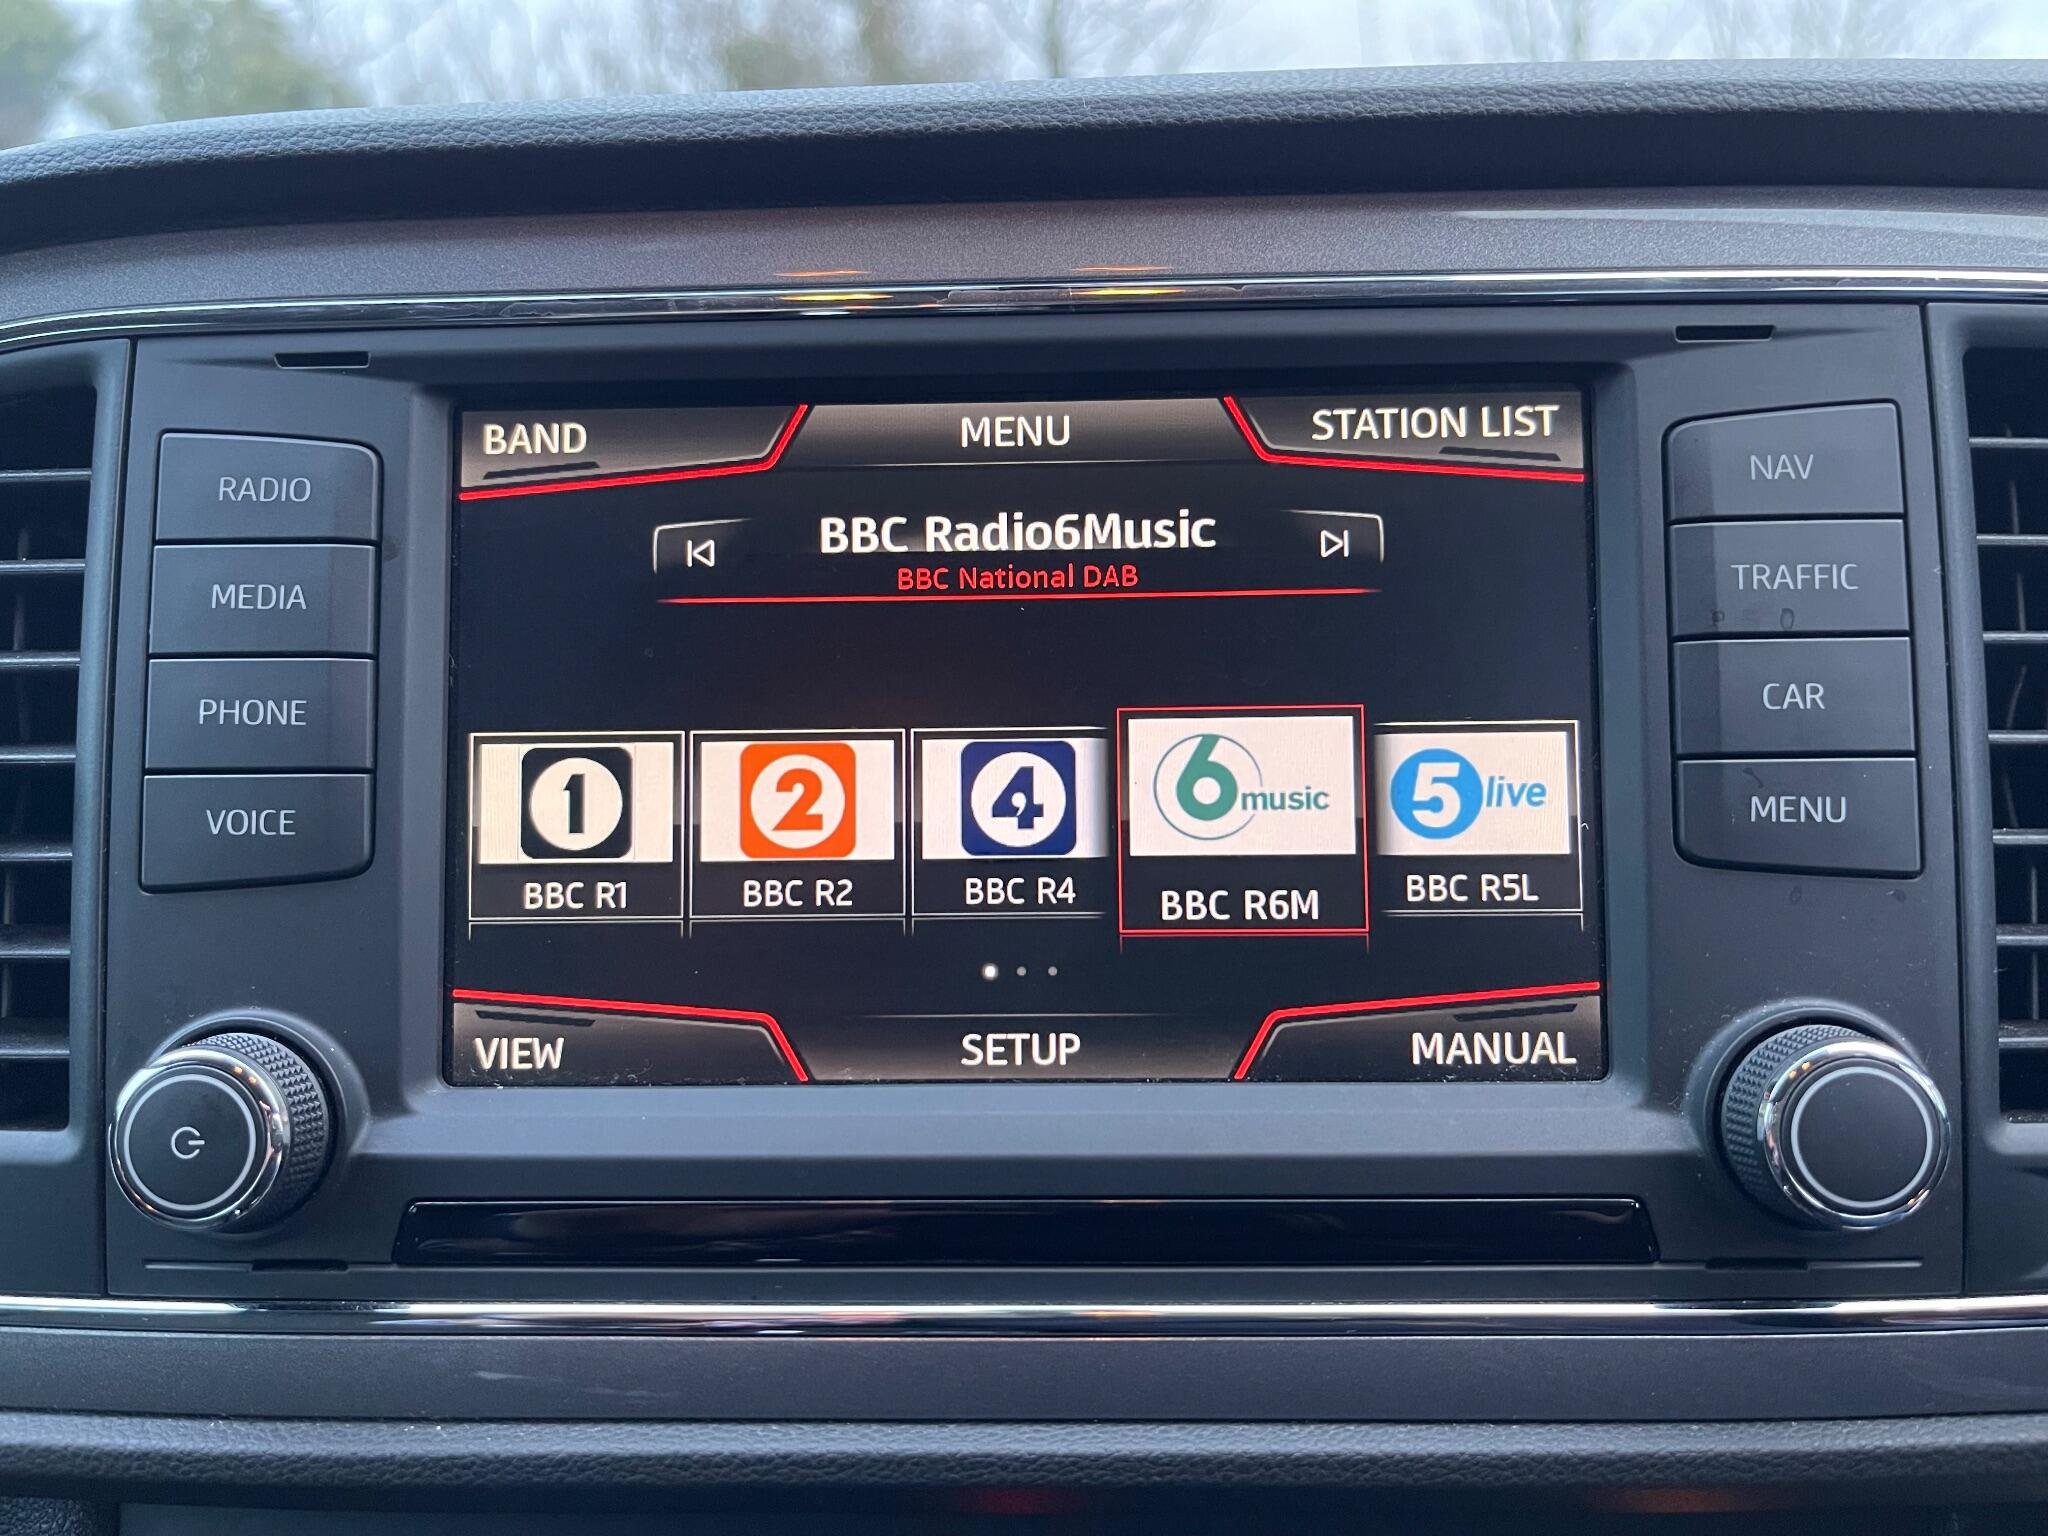 BAND
MENU
STATION LIST
BBC Radio6Music
BBC National DAB
1
2
4
6 music
5 live
BBC R1
BBC R2
BBC R4
BBC R6M
BBC R5L
VIEW
SETUP
MANUAL
RADIO
MEDIA
PHONE
VOICE
NAV
TRAFFIC
CAR
MENU